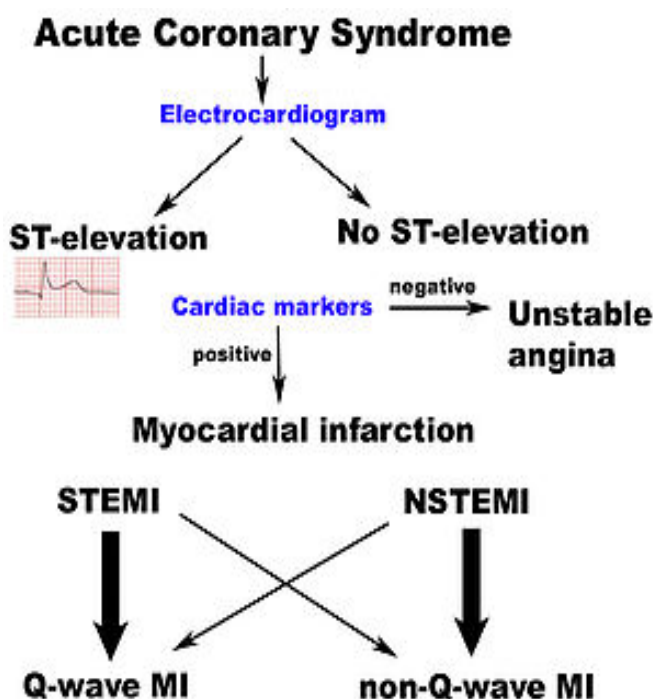 Acute Coronary Syndrome
Electrocardiogram
ST-elevation
No ST-elevation
Cardiac markers
negative
Unstable
angina
positive
Myocardial infarction
STEMI
NSTEMI
Q-wave MI
non-Q-wave MI